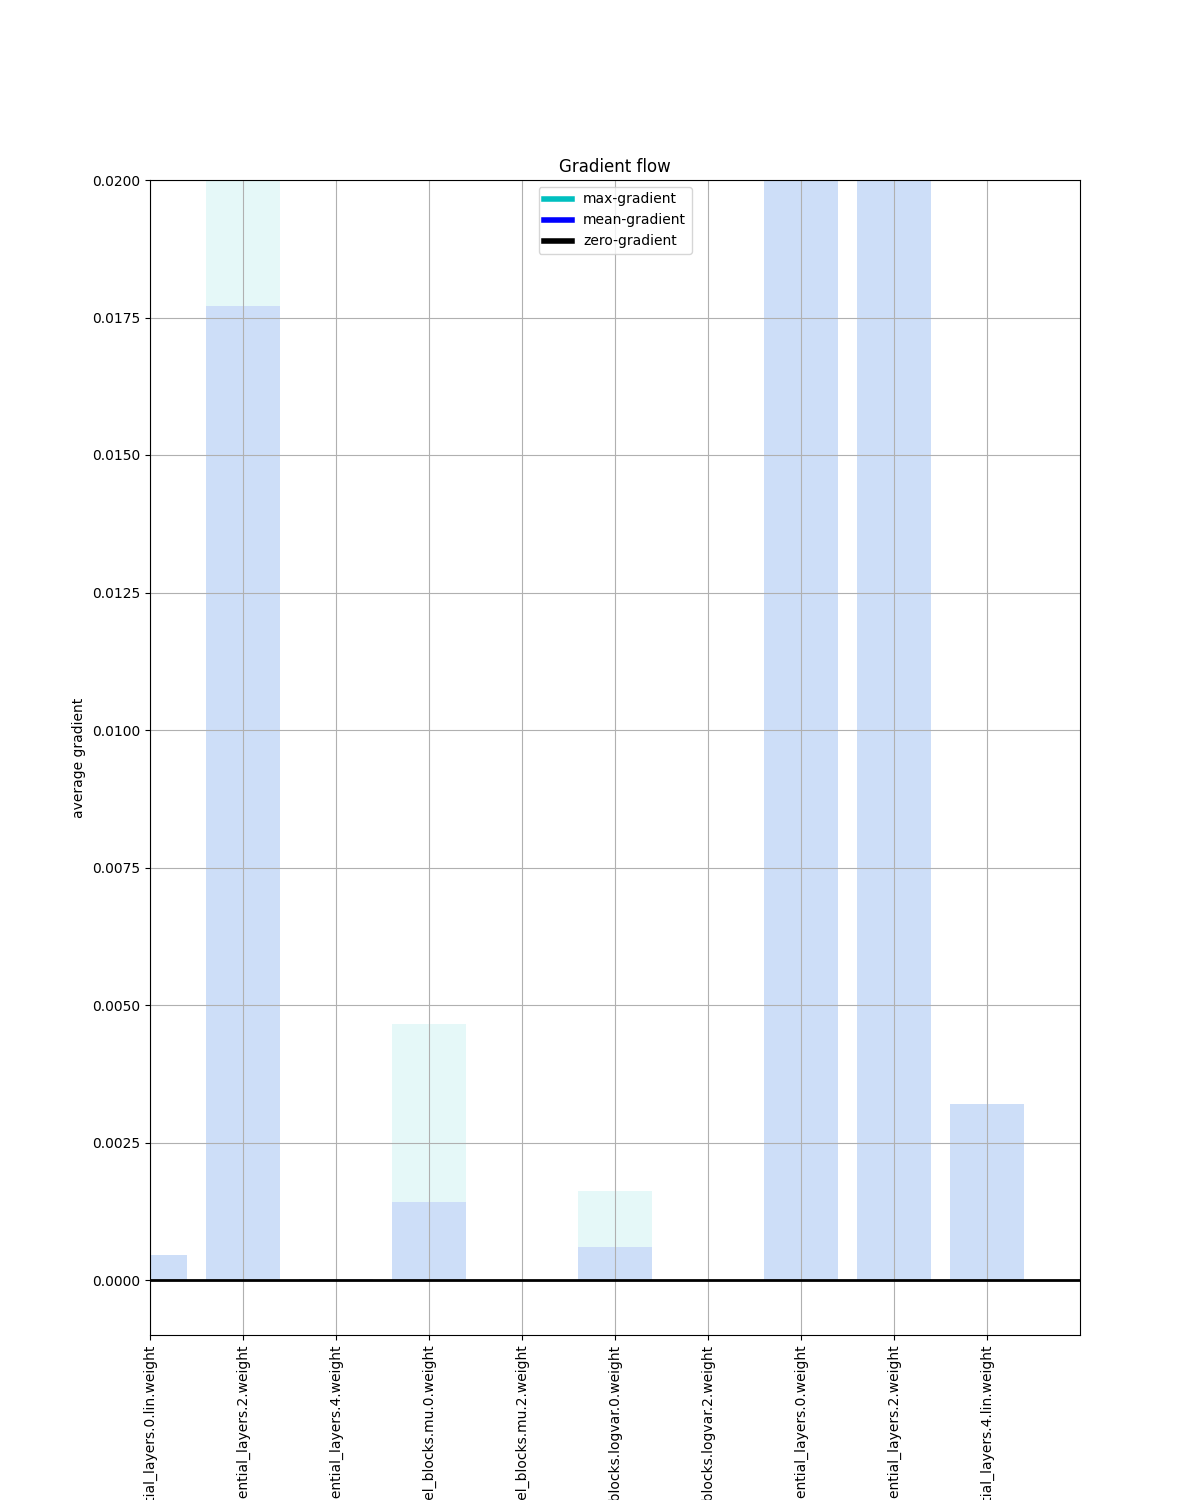 Gradient flow
max-gradient
mean-gradient
zero-gradient
0.0200
0.0175
0.0150
0.0125
0.0100
0.0075
0.0050
0.0025
0.0000
average gradient
tial_layers.0.lin.weight
ential_layers.2.weight
ential_layers.4.weight
el_blocks.mu.0.weight
el_blocks.mu.2.weight
blocks.logvar.0.weight
blocks.logvar.2.weight
ential_layers.0.weight
ential_layers.2.weight
tial_layers.4.lin.weight